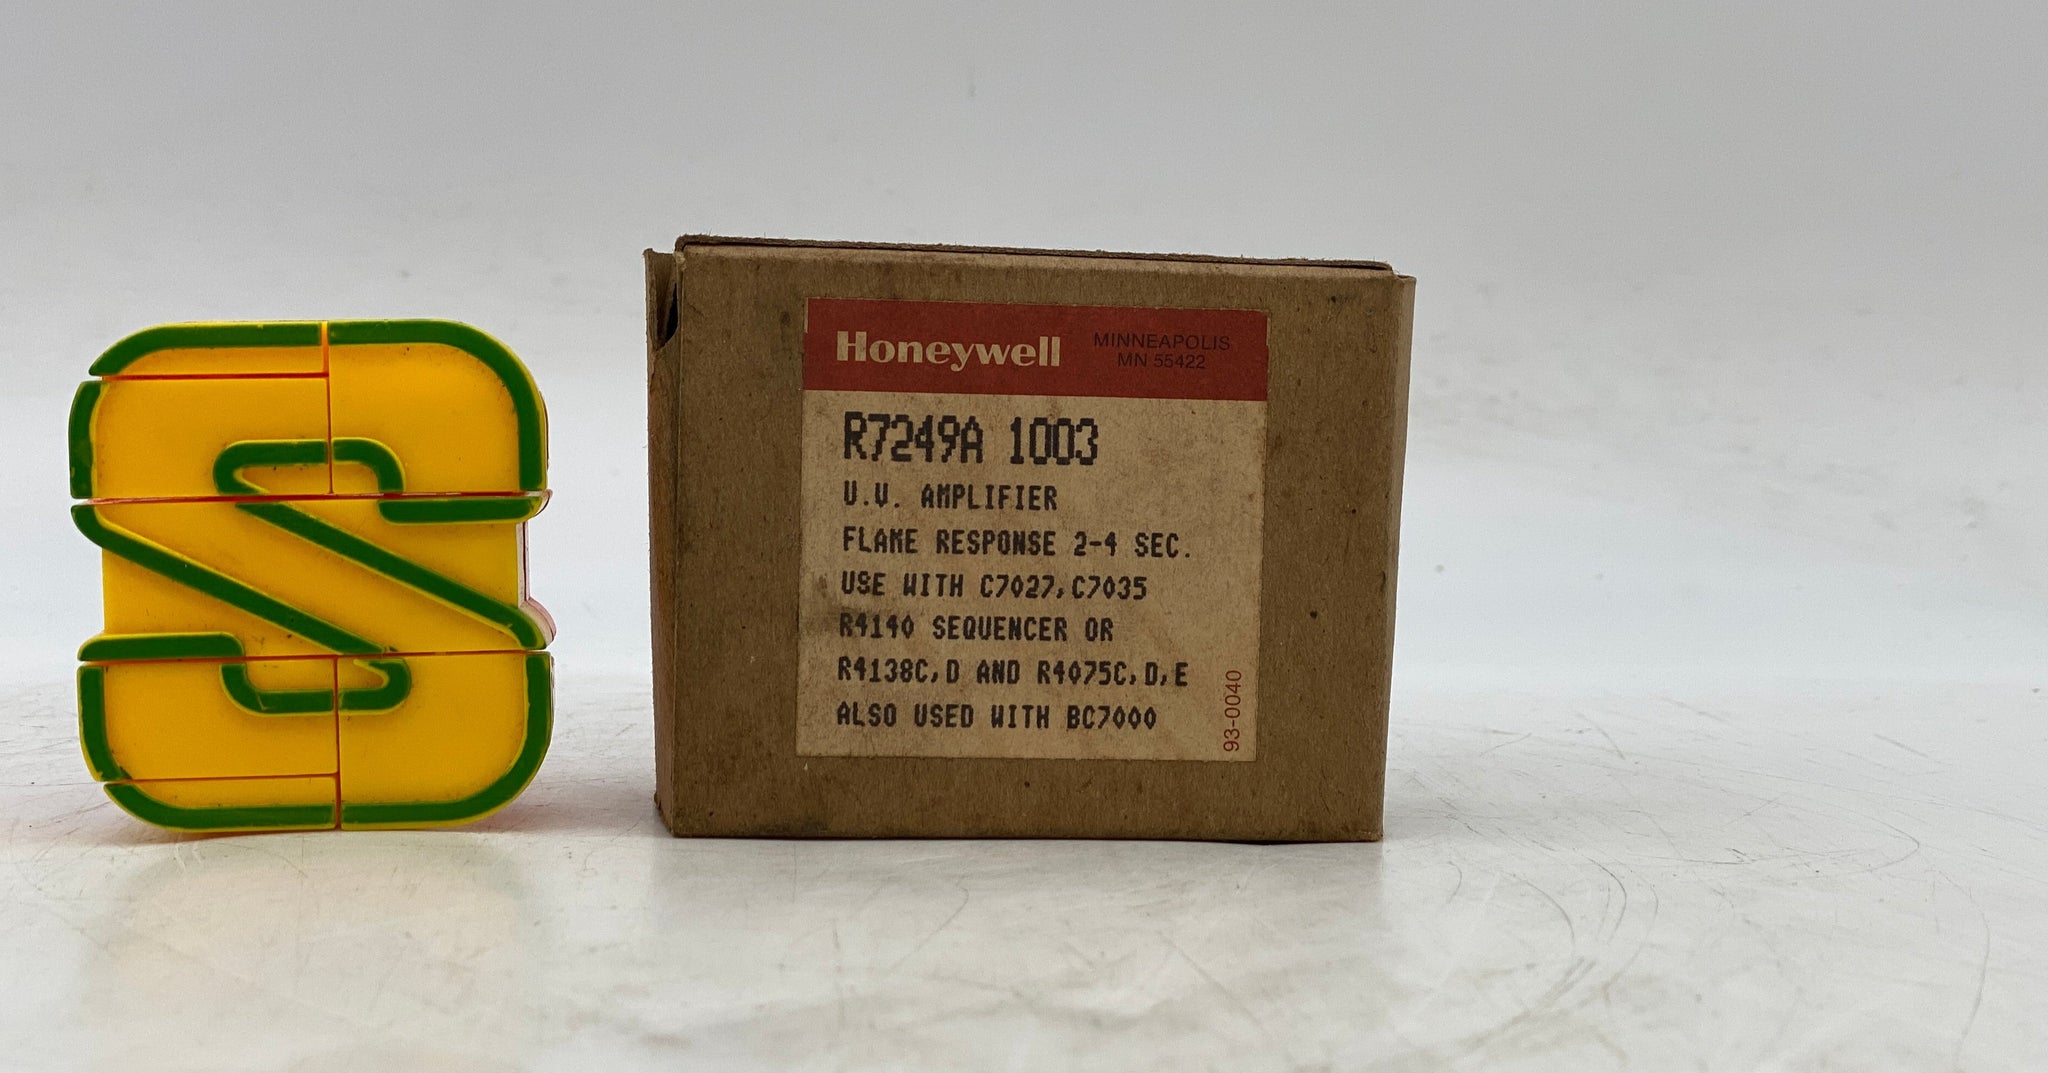 S
Honeywell
MINNEAPOLIS
MN 55422
R7249A 1003
U.V. AMPLIFIER
FLAME RESPONSE 2-4 SEC.
USE WITH C7027,C7035
R4140 SEQUENCER OR
R4138C,D AND R4075C,D,E
ALSO USED WITH BC7000
93-0040